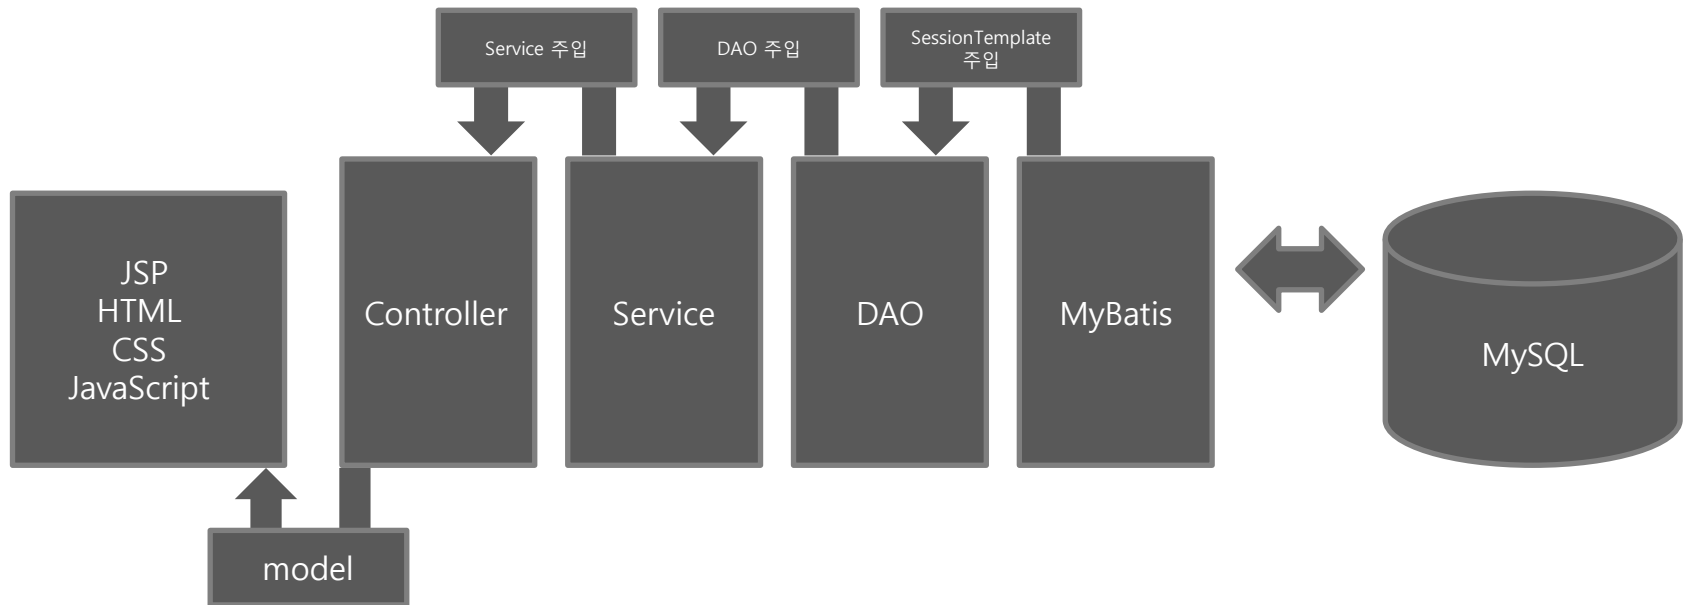 Service 주입
DAO 주입
SessionTemplate
주입
JSP
HTML
CSS
JavaScript
Controller
Service
DAO
MyBatis
MySQL
model